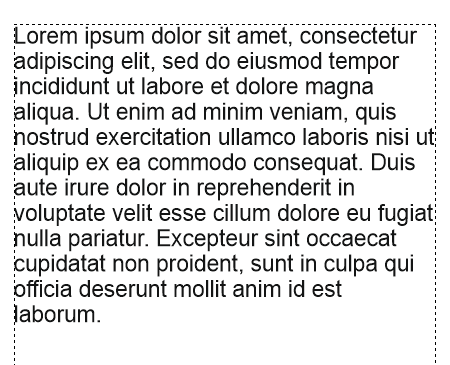 Lorem ipsum dolor sit amet, consectetur
adipiscing elit, sed do eiusmod tempor
incididunt ut labore et dolore magna
aliqua. Ut enim ad minim veniam, quis
nostrud exercitation ullamco laboris nisi ut
aliquip ex ea commodo consequat. Duis
aute irure dolor in reprehenderit in
voluptate velit esse cillum dolore eu fugiat
nulla pariatur. Excepteur sint occaecat
cupidatat non proident, sunt in culpa qui
officia deserunt mollit anim id est
laborum.